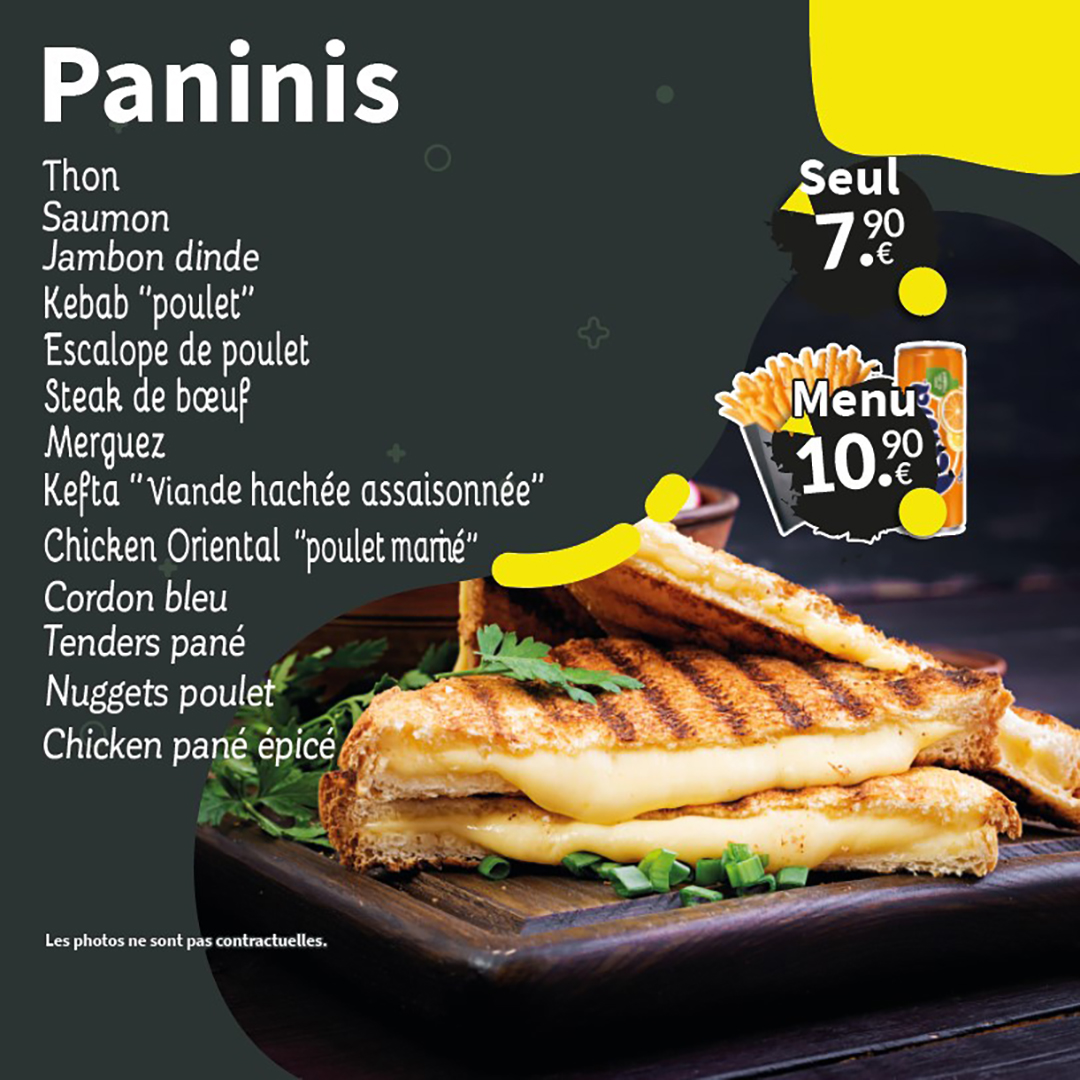 Paninis
Thon
Saumon
Jambon dinde
Kebab “poulet”
Escalope de poulet
Steak de bœuf
Merguez
Kefta “Viande hachée assaisonnée”
Chicken Oriental “poulet mariné”
Cordon bleu
Tenders pané
Nuggets poulet
Chicken pané épicé
Seul
7.90€
Menu
10.90€
Les photos ne sont pas contractuelles.